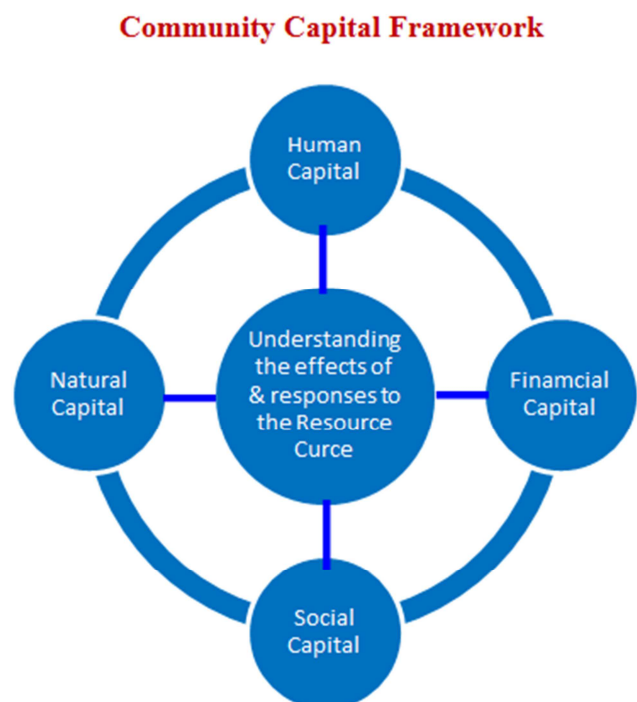 Community Capital Framework
Human
Capital
Understanding
the effects of
& responses to
the Resource
Curce
Natural
Capital
Finamcial
Capital
Social
Capital